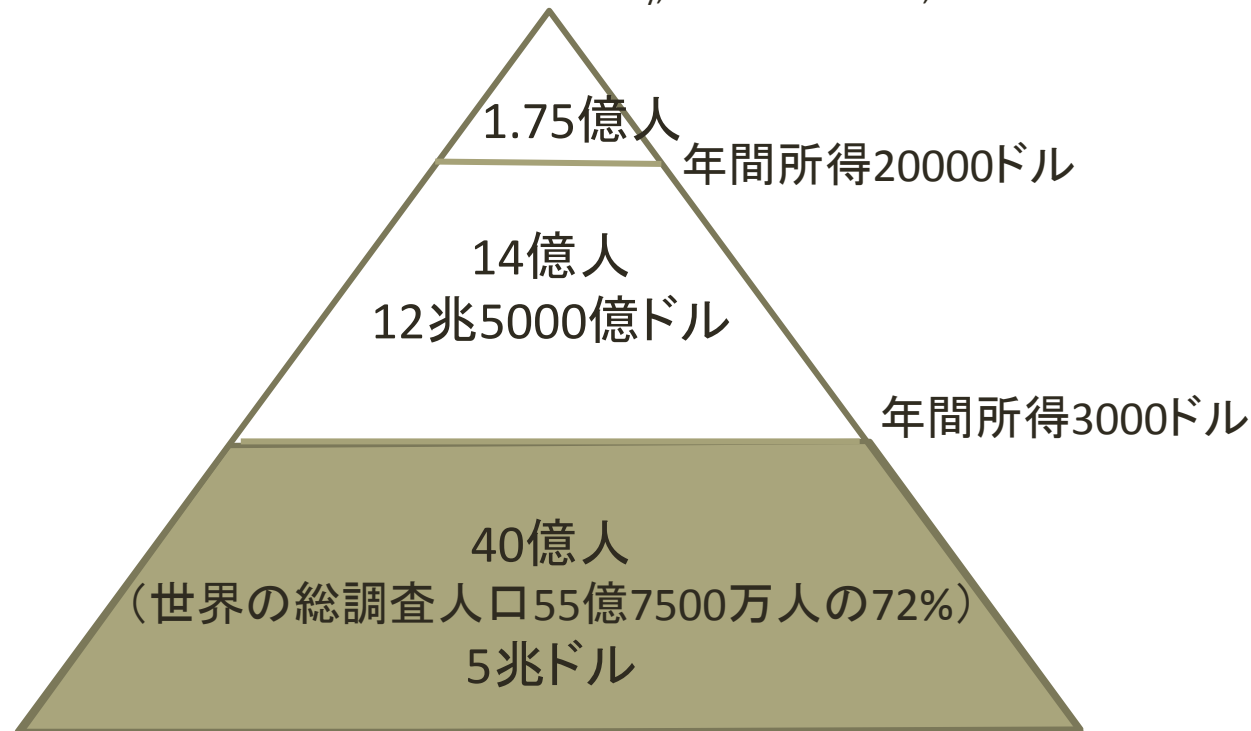 1.75億人
年間所得20000ドル
14億人
12兆5000億ドル
年間所得3000ドル
40億人
（世界の総調査人口55億7500万人の72%）
5兆ドル